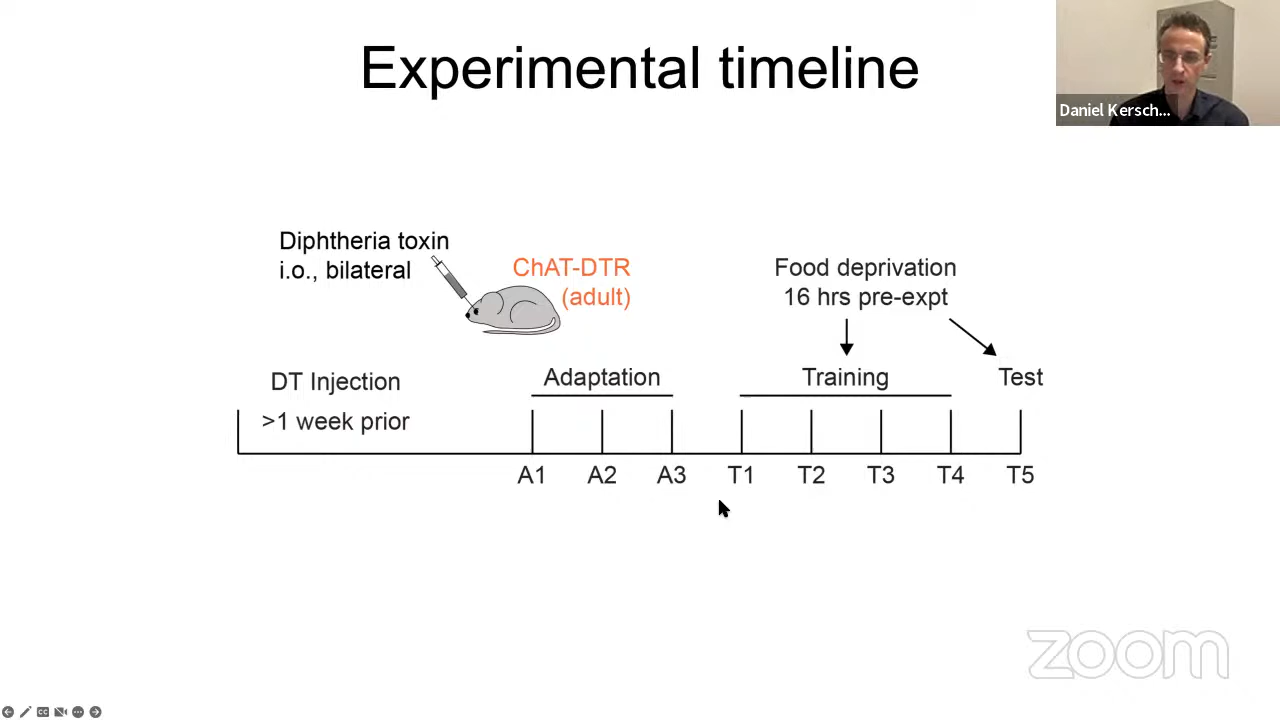 Experimental timeline
Daniel Kersch...
Diphtheria toxin
i.o., bilateral
ChAT-DTR
(adult)
Food deprivation
16 hrs pre-expt
DT Injection
>1 week prior
Adaptation
Training
Test
A1 A2 A3 T1 T2 T3 T4 T5
zoom